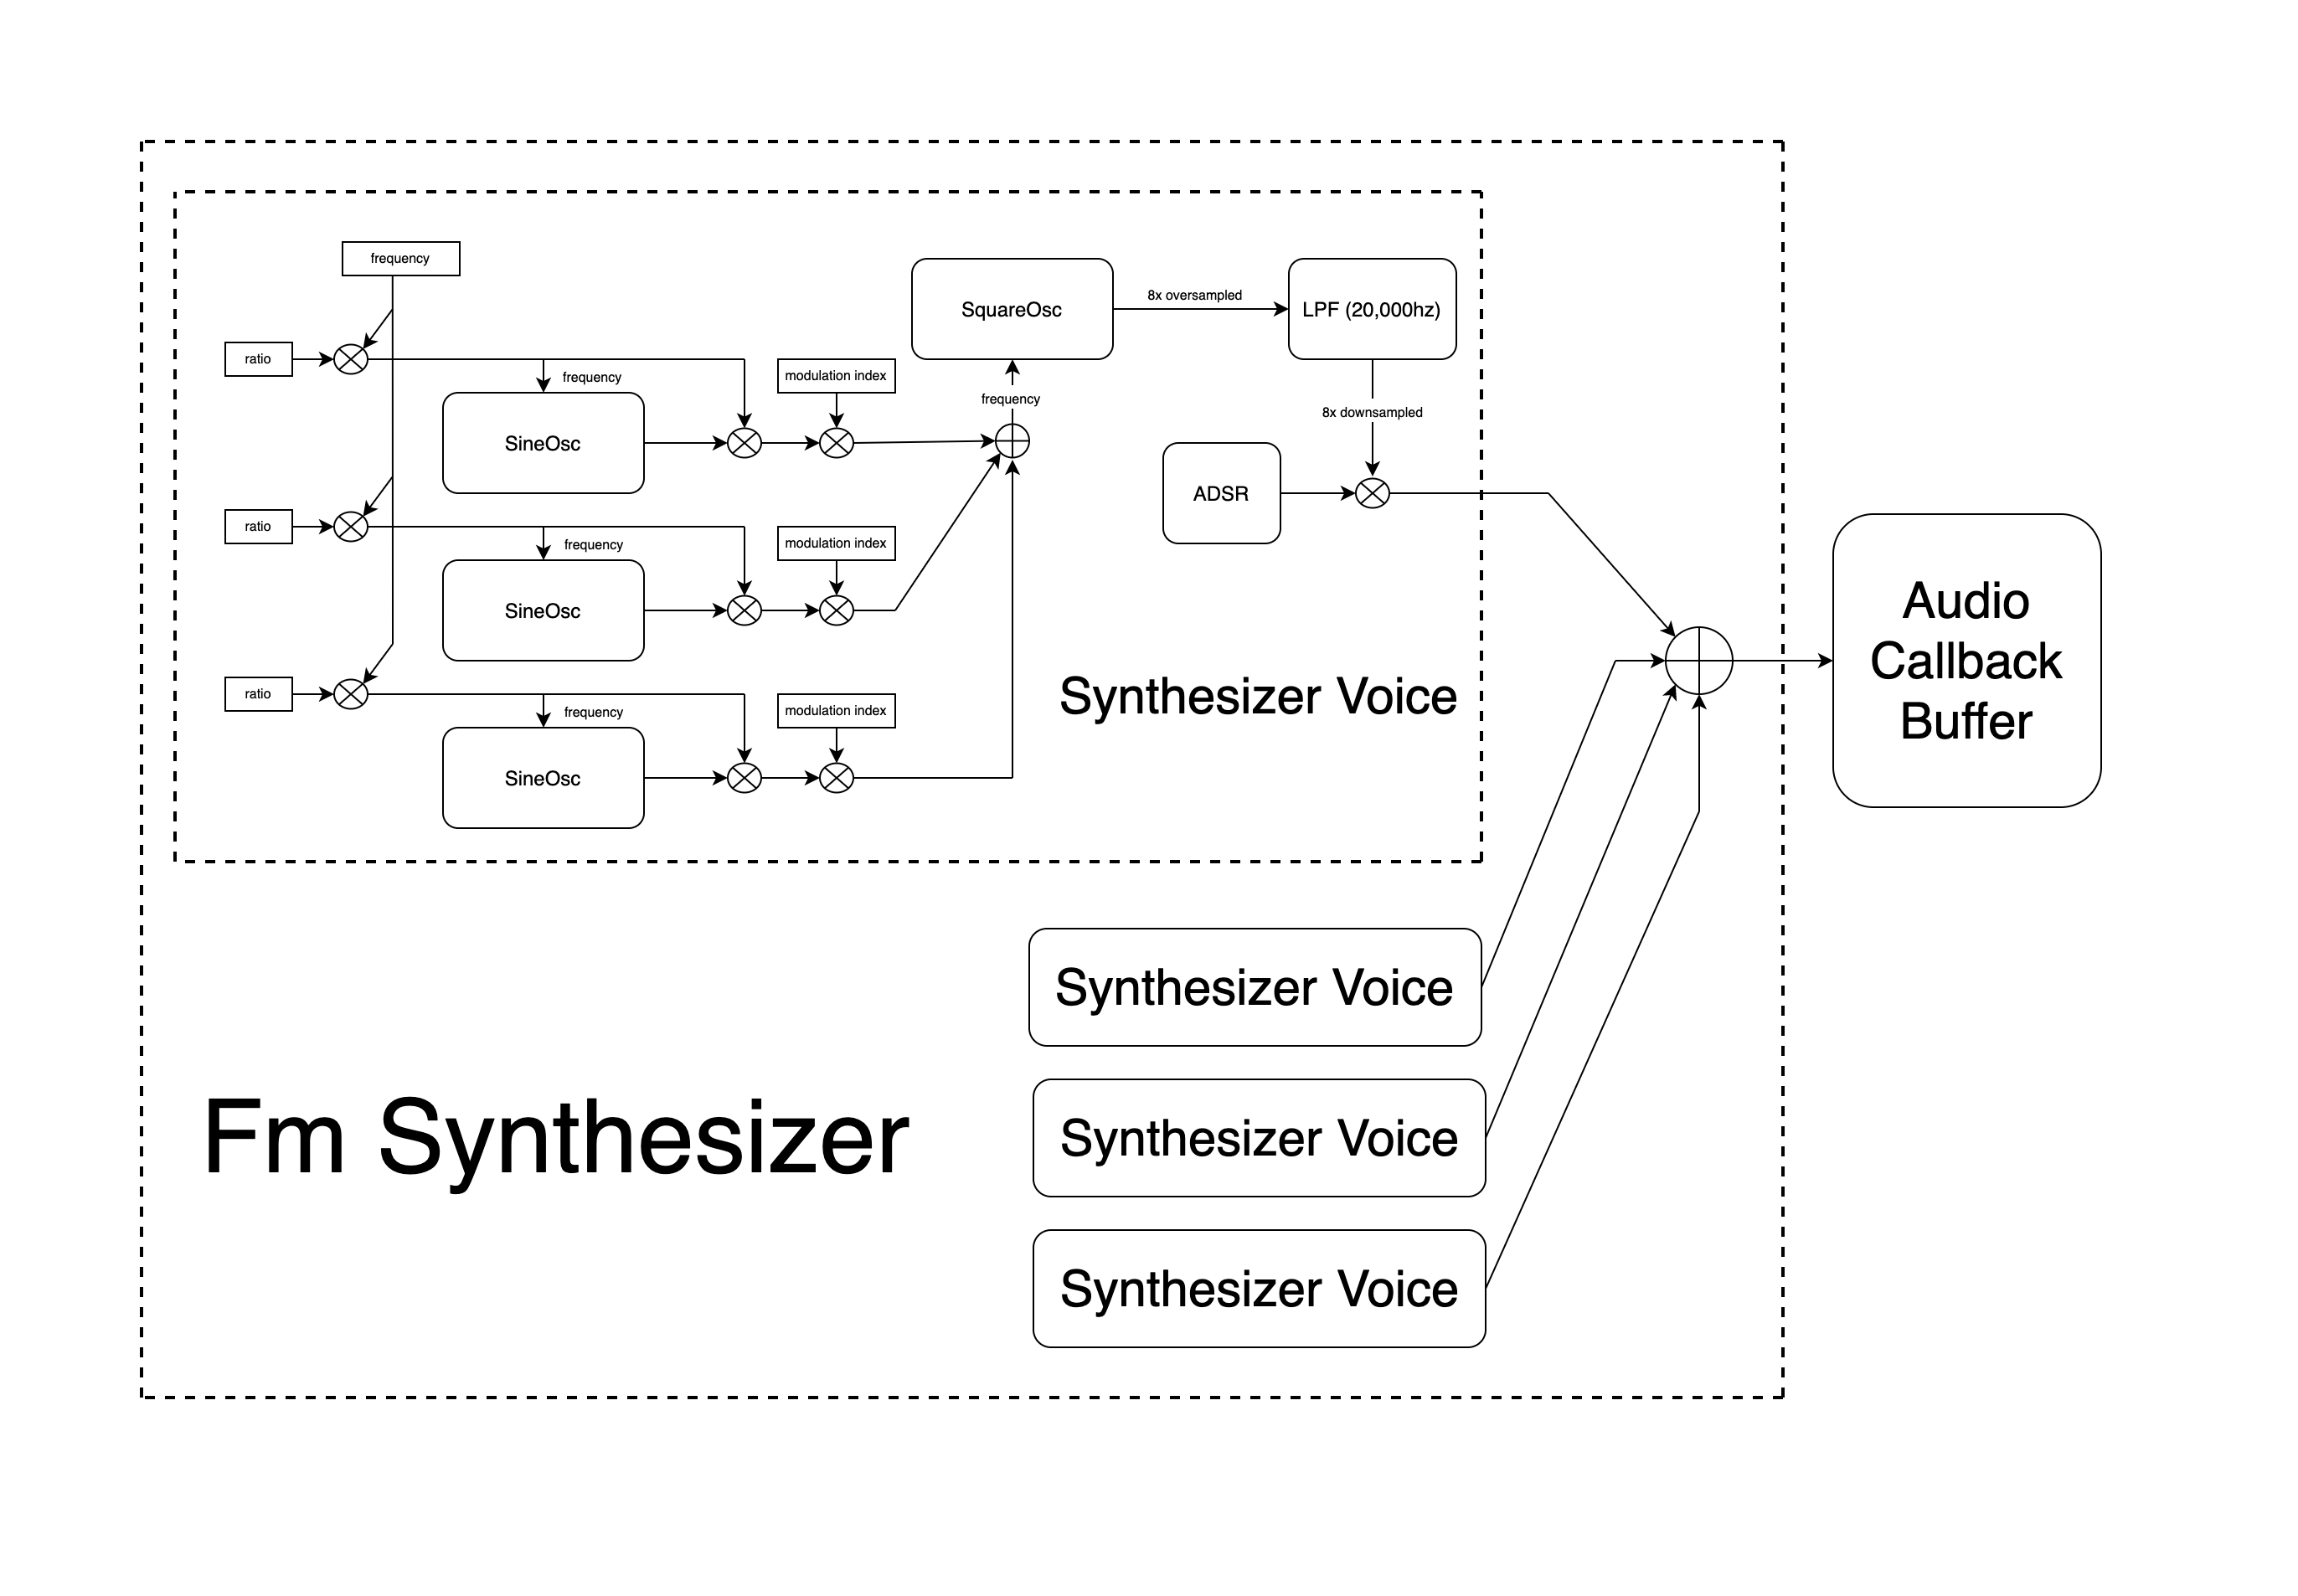 frequency
ratio
frequency
SineOsc
modulation index
SquareOsc
8x oversampled
LPF (20,000hz)
frequency
8x downsampled
ADSR
ratio
frequency
SineOsc
modulation index
ratio
frequency
SineOsc
modulation index
Synthesizer Voice
Audio
Callback
Buffer
Synthesizer Voice
Synthesizer Voice
Synthesizer Voice
Fm Synthesizer